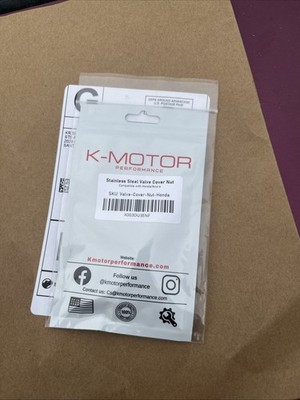 G
K-MOTOR
PERFORMANCE
Stainless Steel Valve Cover Nut
SKU: Valve-Cover-Nut-Honda
Website:
Kmotorperformance.com
Follow us
@kmotorperformance
Contact us: Cs@kmotorperformance.com